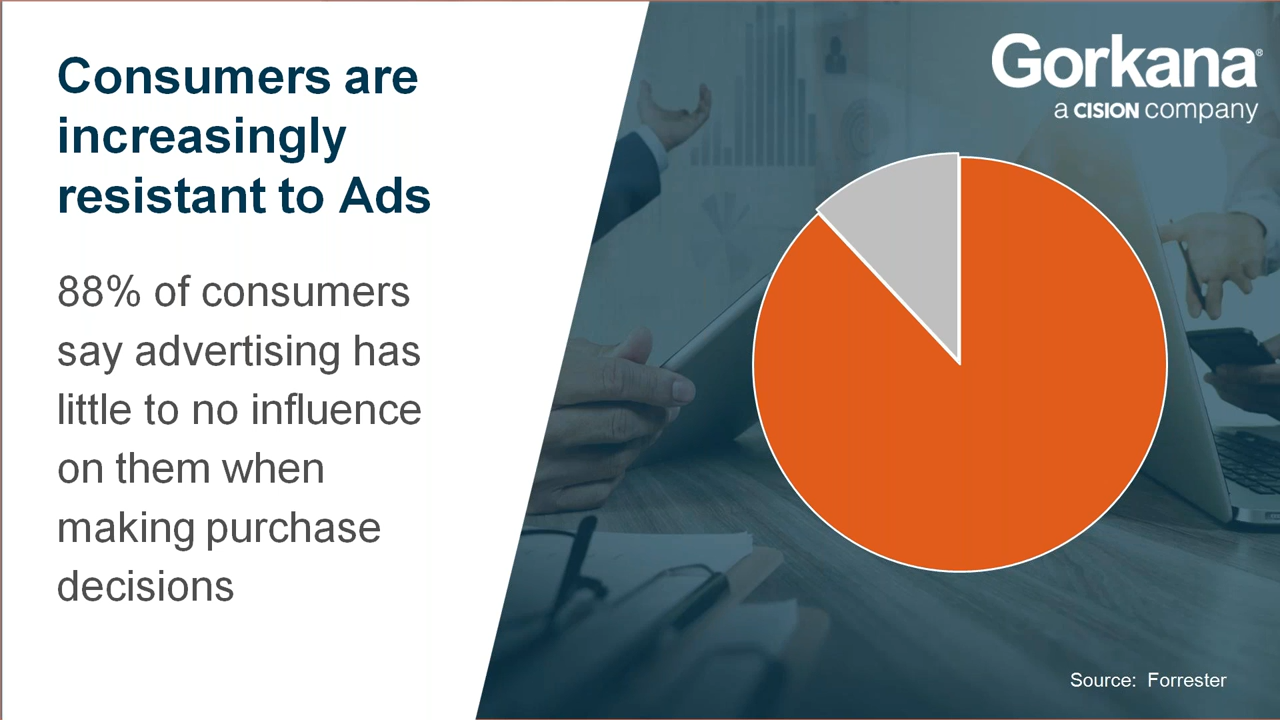 Consumers are
increasingly
resistant to Ads
88% of consumers
say advertising has
little to no influence
on them when
making purchase
decisions
Gorkana®
a CISION company
Source: Forrester